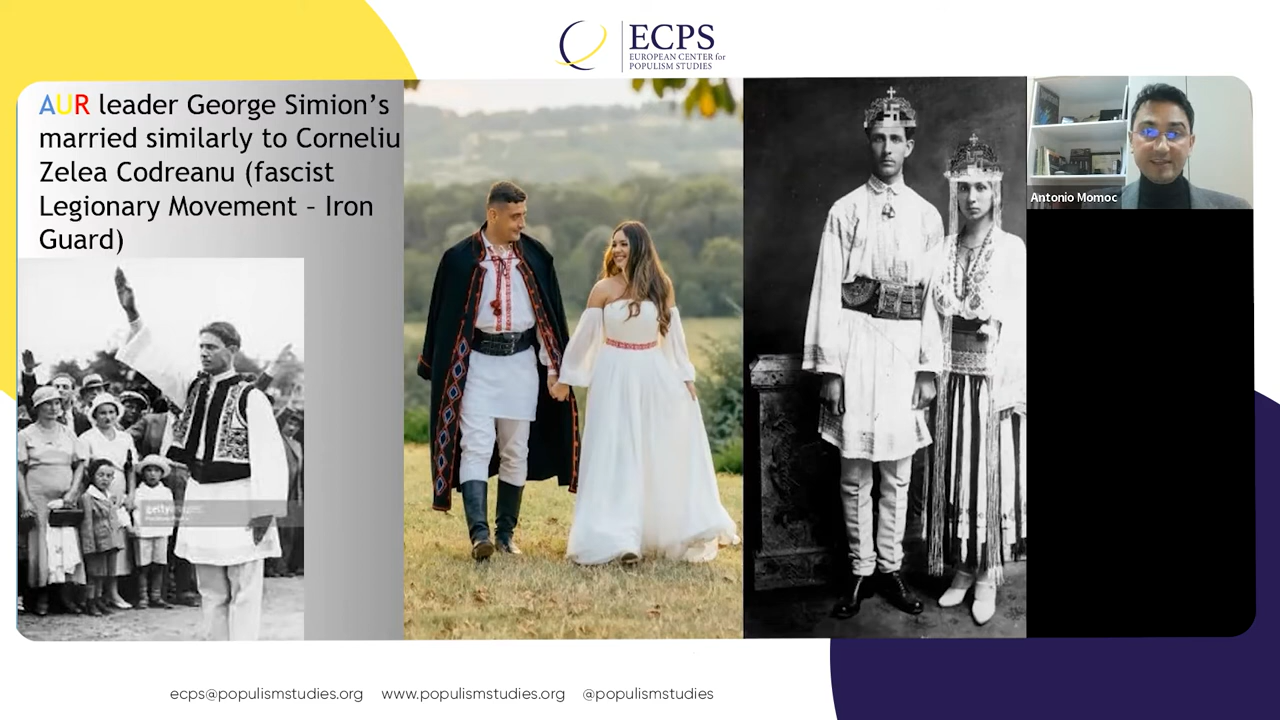 ECPS
EUROPEAN CENTER for
POPULISM STUDIES
AUR leader George Simion's
married similarly to Corneliu
Zelea Codreanu (fascist
Legionary Movement – Iron
Guard)
gettyimages
Antonio Momoc
ecps@populismstudies.org www.populismstudies.org @populismstudies